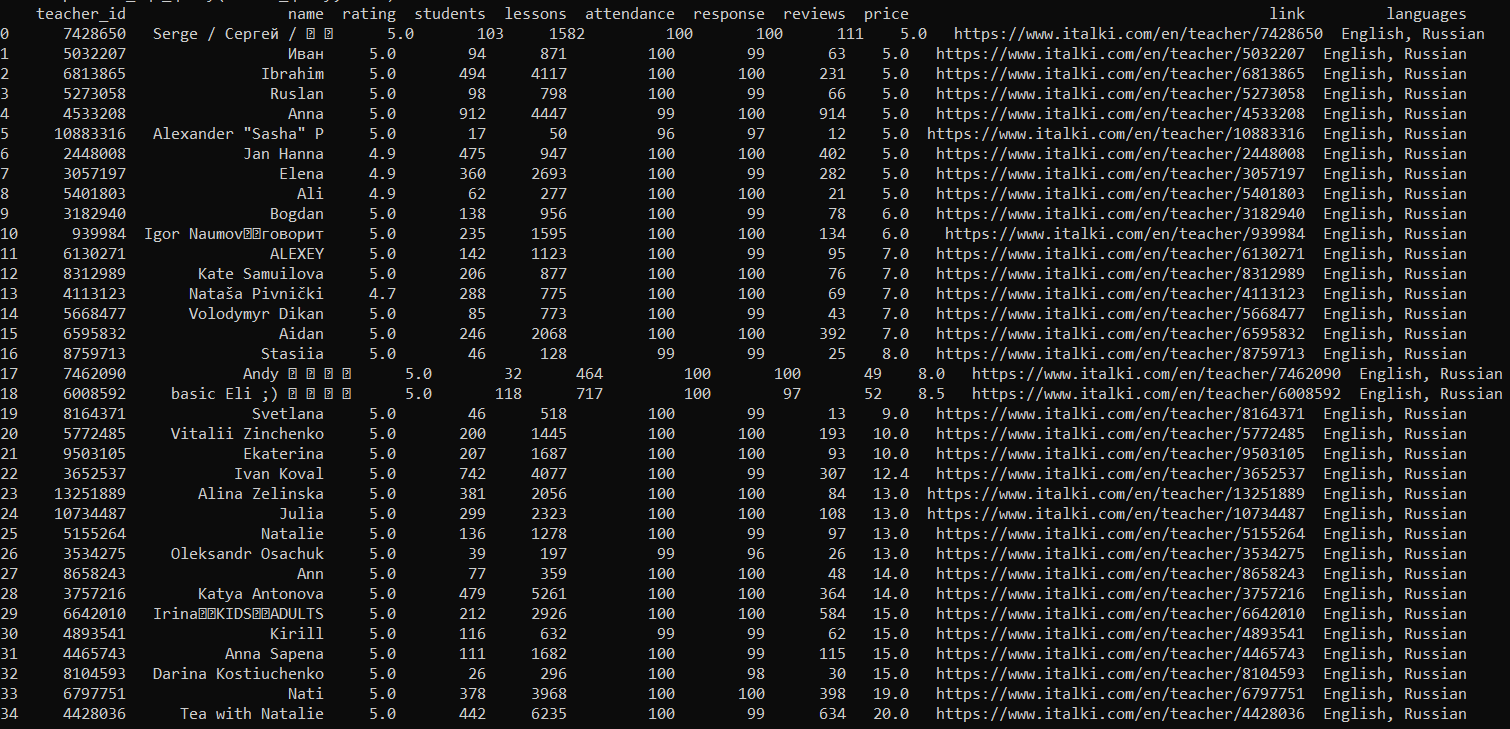 teacher_id name rating students lessons attendance response reviews price link languages
0 7428650 Serge / Сергей / 5.0 103 1582 100 100 111 5.0 https://www.italki.com/en/teacher/7428650 English, Russian
1 5032207 Иван 5.0 94 871 100 99 63 5.0 https://www.italki.com/en/teacher/5032207 English, Russian
2 6813865 Ibrahim 5.0 494 4117 100 100 231 5.0 https://www.italki.com/en/teacher/6813865 English, Russian
3 5273058 Ruslan 5.0 98 798 100 99 66 5.0 https://www.italki.com/en/teacher/5273058 English, Russian
4 4533208 Anna 5.0 912 4447 99 100 914 5.0 https://www.italki.com/en/teacher/4533208 English, Russian
5 10883316 Alexander "Sasha" P 5.0 17 50 96 97 12 5.0 https://www.italki.com/en/teacher/10883316 English, Russian
6 2448008 Jan Hanna 4.9 475 947 100 100 402 5.0 https://www.italki.com/en/teacher/2448008 English, Russian
7 3057197 Elena 4.9 360 2693 100 99 282 5.0 https://www.italki.com/en/teacher/3057197 English, Russian
8 5401803 Ali 4.9 62 277 100 100 21 5.0 https://www.italki.com/en/teacher/5401803 English, Russian
9 3182940 Bogdan 5.0 138 956 100 99 78 6.0 https://www.italki.com/en/teacher/3182940 English, Russian
10 939984 Igor Naumov говорит 5.0 235 1595 100 100 134 6.0 https://www.italki.com/en/teacher/939984 English, Russian
11 6130271 ALEXEY 5.0 142 1123 100 99 95 7.0 https://www.italki.com/en/teacher/6130271 English, Russian
12 8312989 Kate Samuilova 5.0 206 877 100 100 76 7.0 https://www.italki.com/en/teacher/8312989 English, Russian
13 4113123 Nataša Pivnički 4.7 288 775 100 100 69 7.0 https://www.italki.com/en/teacher/4113123 English, Russian
14 5668477 Volodymyr Dikan 5.0 85 773 100 99 43 7.0 https://www.italki.com/en/teacher/5668477 English, Russian
15 6595832 Aidan 5.0 246 2068 100 100 392 7.0 https://www.italki.com/en/teacher/6595832 English, Russian
16 8759713 Stasiia 5.0 46 128 99 99 25 8.0 https://www.italki.com/en/teacher/8759713 English, Russian
17 7462090 Andy 5.0 32 464 100 100 49 8.0 https://www.italki.com/en/teacher/7462090 English, Russian
18 6008592 basic Eli ;) 5.0 118 717 100 97 52 8.5 https://www.italki.com/en/teacher/6008592 English, Russian
19 8164371 Svetlana 5.0 46 518 100 99 13 9.0 https://www.italki.com/en/teacher/8164371 English, Russian
20 5772485 Vitalii Zinchenko 5.0 200 1445 100 100 193 10.0 https://www.italki.com/en/teacher/5772485 English, Russian
21 9503105 Ekaterina 5.0 207 1687 100 100 93 10.0 https://www.italki.com/en/teacher/9503105 English, Russian
22 3652537 Ivan Koval 5.0 742 4077 100 99 307 12.4 https://www.italki.com/en/teacher/3652537 English, Russian
23 13251889 Alina Zelinska 5.0 381 2056 100 100 84 13.0 https://www.italki.com/en/teacher/13251889 English, Russian
24 10734487 Julia 5.0 299 2323 100 100 108 13.0 https://www.italki.com/en/teacher/10734487 English, Russian
25 5155264 Natalie 5.0 136 1278 100 99 97 13.0 https://www.italki.com/en/teacher/5155264 English, Russian
26 3534275 Oleksandr Osachuk 5.0 39 197 99 96 26 13.0 https://www.italki.com/en/teacher/3534275 English, Russian
27 8658243 Ann 5.0 77 359 100 100 48 14.0 https://www.italki.com/en/teacher/8658243 English, Russian
28 3757216 Katya Antonova 5.0 479 5261 100 100 364 14.0 https://www.italki.com/en/teacher/3757216 English, Russian
29 6642010 Irina KIDS ADULTS 5.0 212 2926 100 100 584 15.0 https://www.italki.com/en/teacher/6642010 English, Russian
30 4893541 Kirill 5.0 116 632 99 99 62 15.0 https://www.italki.com/en/teacher/4893541 English, Russian
31 4465743 Anna Sapena 5.0 111 1682 100 99 115 15.0 https://www.italki.com/en/teacher/4465743 English, Russian
32 8104593 Darina Kostiuchenko 5.0 26 296 100 98 30 15.0 https://www.italki.com/en/teacher/8104593 English, Russian
33 6797751 Nati 5.0 378 3968 100 100 398 19.0 https://www.italki.com/en/teacher/6797751 English, Russian
34 4428036 Tea with Natalie 5.0 442 6235 100 99 634 20.0 https://www.italki.com/en/teacher/4428036 English, Russian